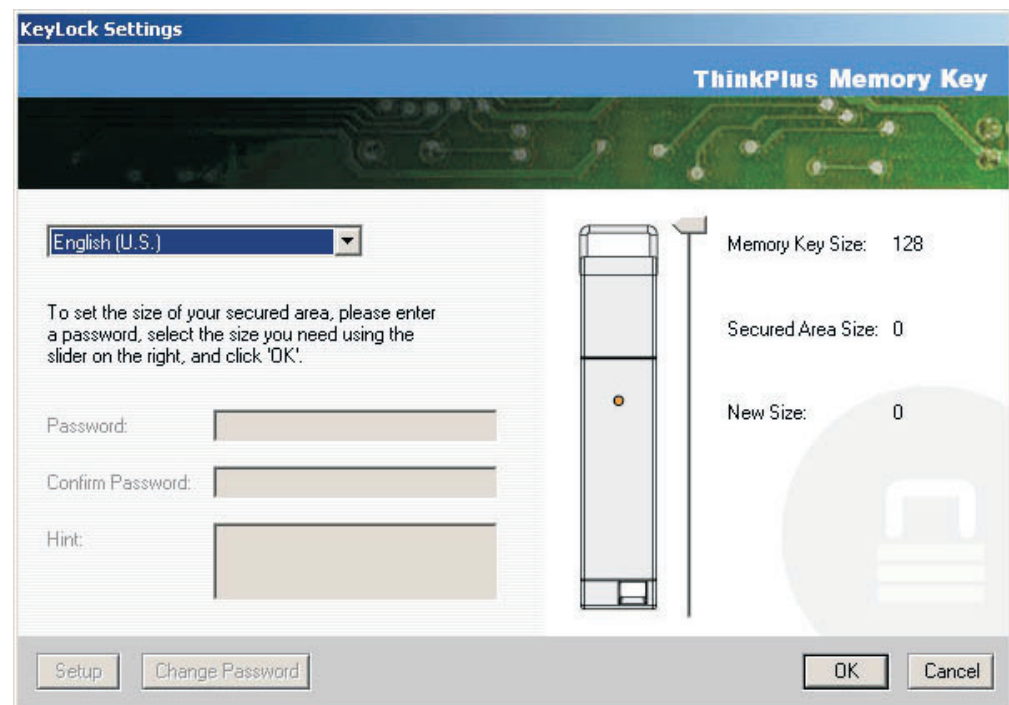 KeyLock Settings
ThinkPlus Memory Key
English (U.S.)
To set the size of your secured area, please enter
a password, select the size you need using the
slider on the right, and click 'OK'.
Password:
Confirm Password:
Hint:
Memory Key Size: 128
Secured Area Size: 0
New Size: 0
Setup
Change Password
OK
Cancel